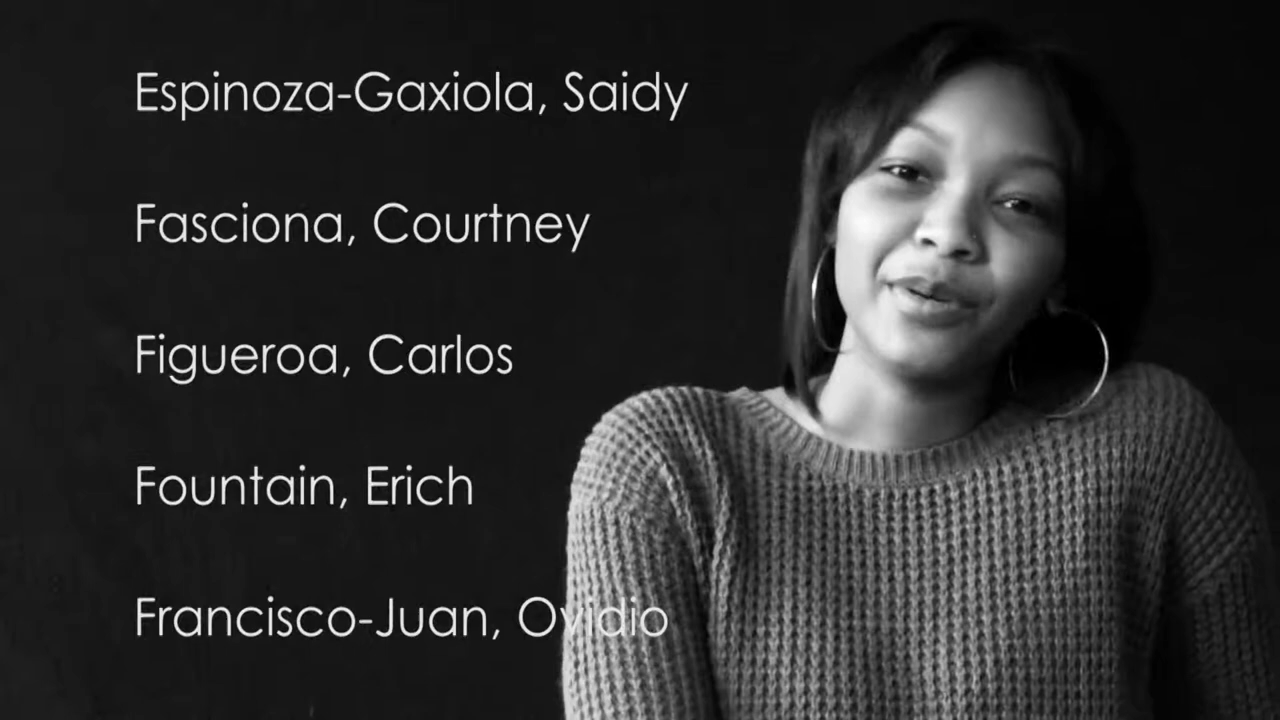 Espinoza-Gaxiola, Saidy
Fasciona, Courtney
Figueroa, Carlos
Fountain, Erich
Francisco-Juan, Ovidio